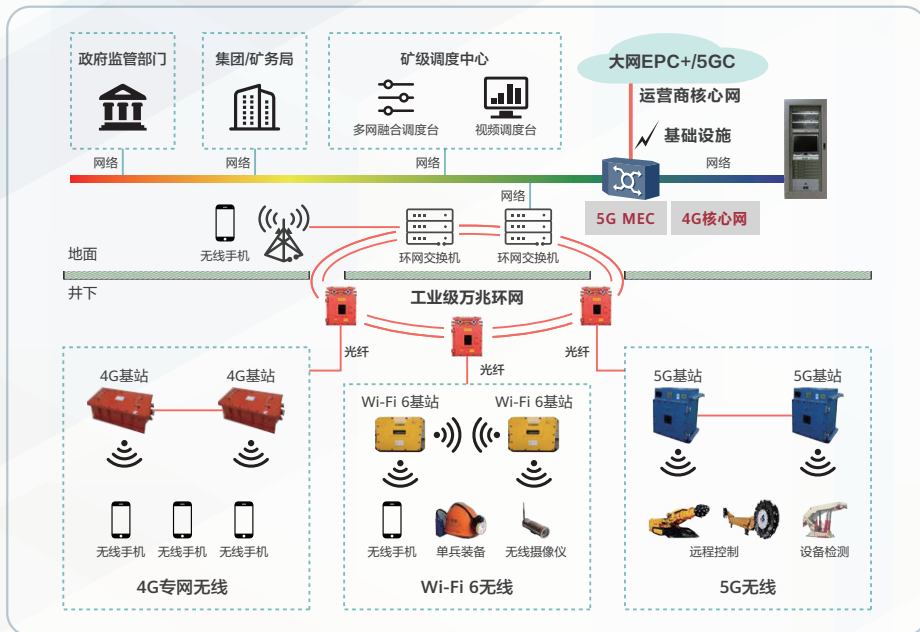 政府监管部门
集团/矿务局
矿级调度中心
多网融合调度台
视频调度台
大网EPC+/5GC
运营商核心网
基础设施
网络
网络
网络
网络
网络
5G MEC
4G核心网
无线手机
环网交换机
环网交换机
地面
井下
工业级万兆环网
光纤
光纤
光纤
4G基站
4G基站
无线手机
无线手机
无线手机
4G专网无线
Wi-Fi 6基站
Wi-Fi 6基站
无线手机
单兵装备
无线摄像仪
Wi-Fi 6无线
5G基站
5G基站
远程控制
设备检测
5G无线